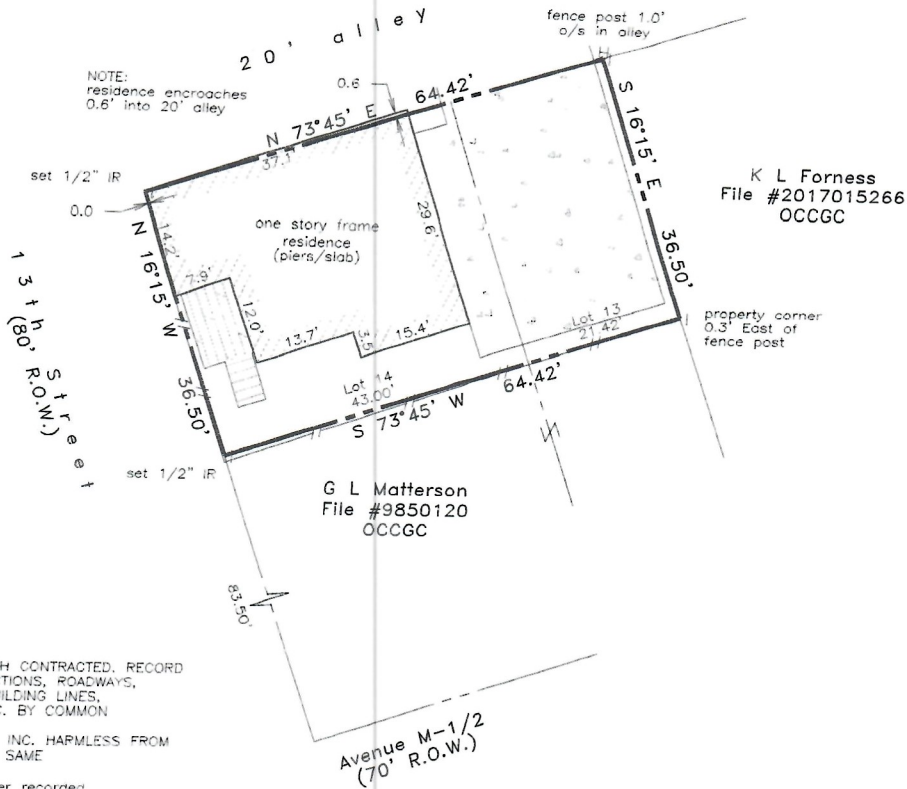 20' alley
fence post 1.0'
o/s in alley
NOTE:
residence encroaches
0.6' into 20' alley
0.6
N 73°45' E 64.42'
37.1'
set 1/2" IR
0.0
S 16°15' E 36.50'
K L Forness
File #2017015266
OCCGC
one story frame
residence
(piers/slab)
29.6'
14.2'
N 16°15' W 36.50'
7.9'
12.0'
13.7'
3.5
15.4'
13th Street
(80' R.O.W.)
Lot 13
21.42'
property corner
0.3' East of
fence post
Lot 14
43.00'
S 73°45' W 64.42'
set 1/2" IR
G L Matterson
File #9850120
OCCGC
83.50'
H CONTRACTED. RECORD
TIONS, ROADWAYS,
ILDING LINES,
. BY COMMON
INC. HARMLESS FROM
SAME
Avenue M-1/2
(70' R.O.W.)
er recorded